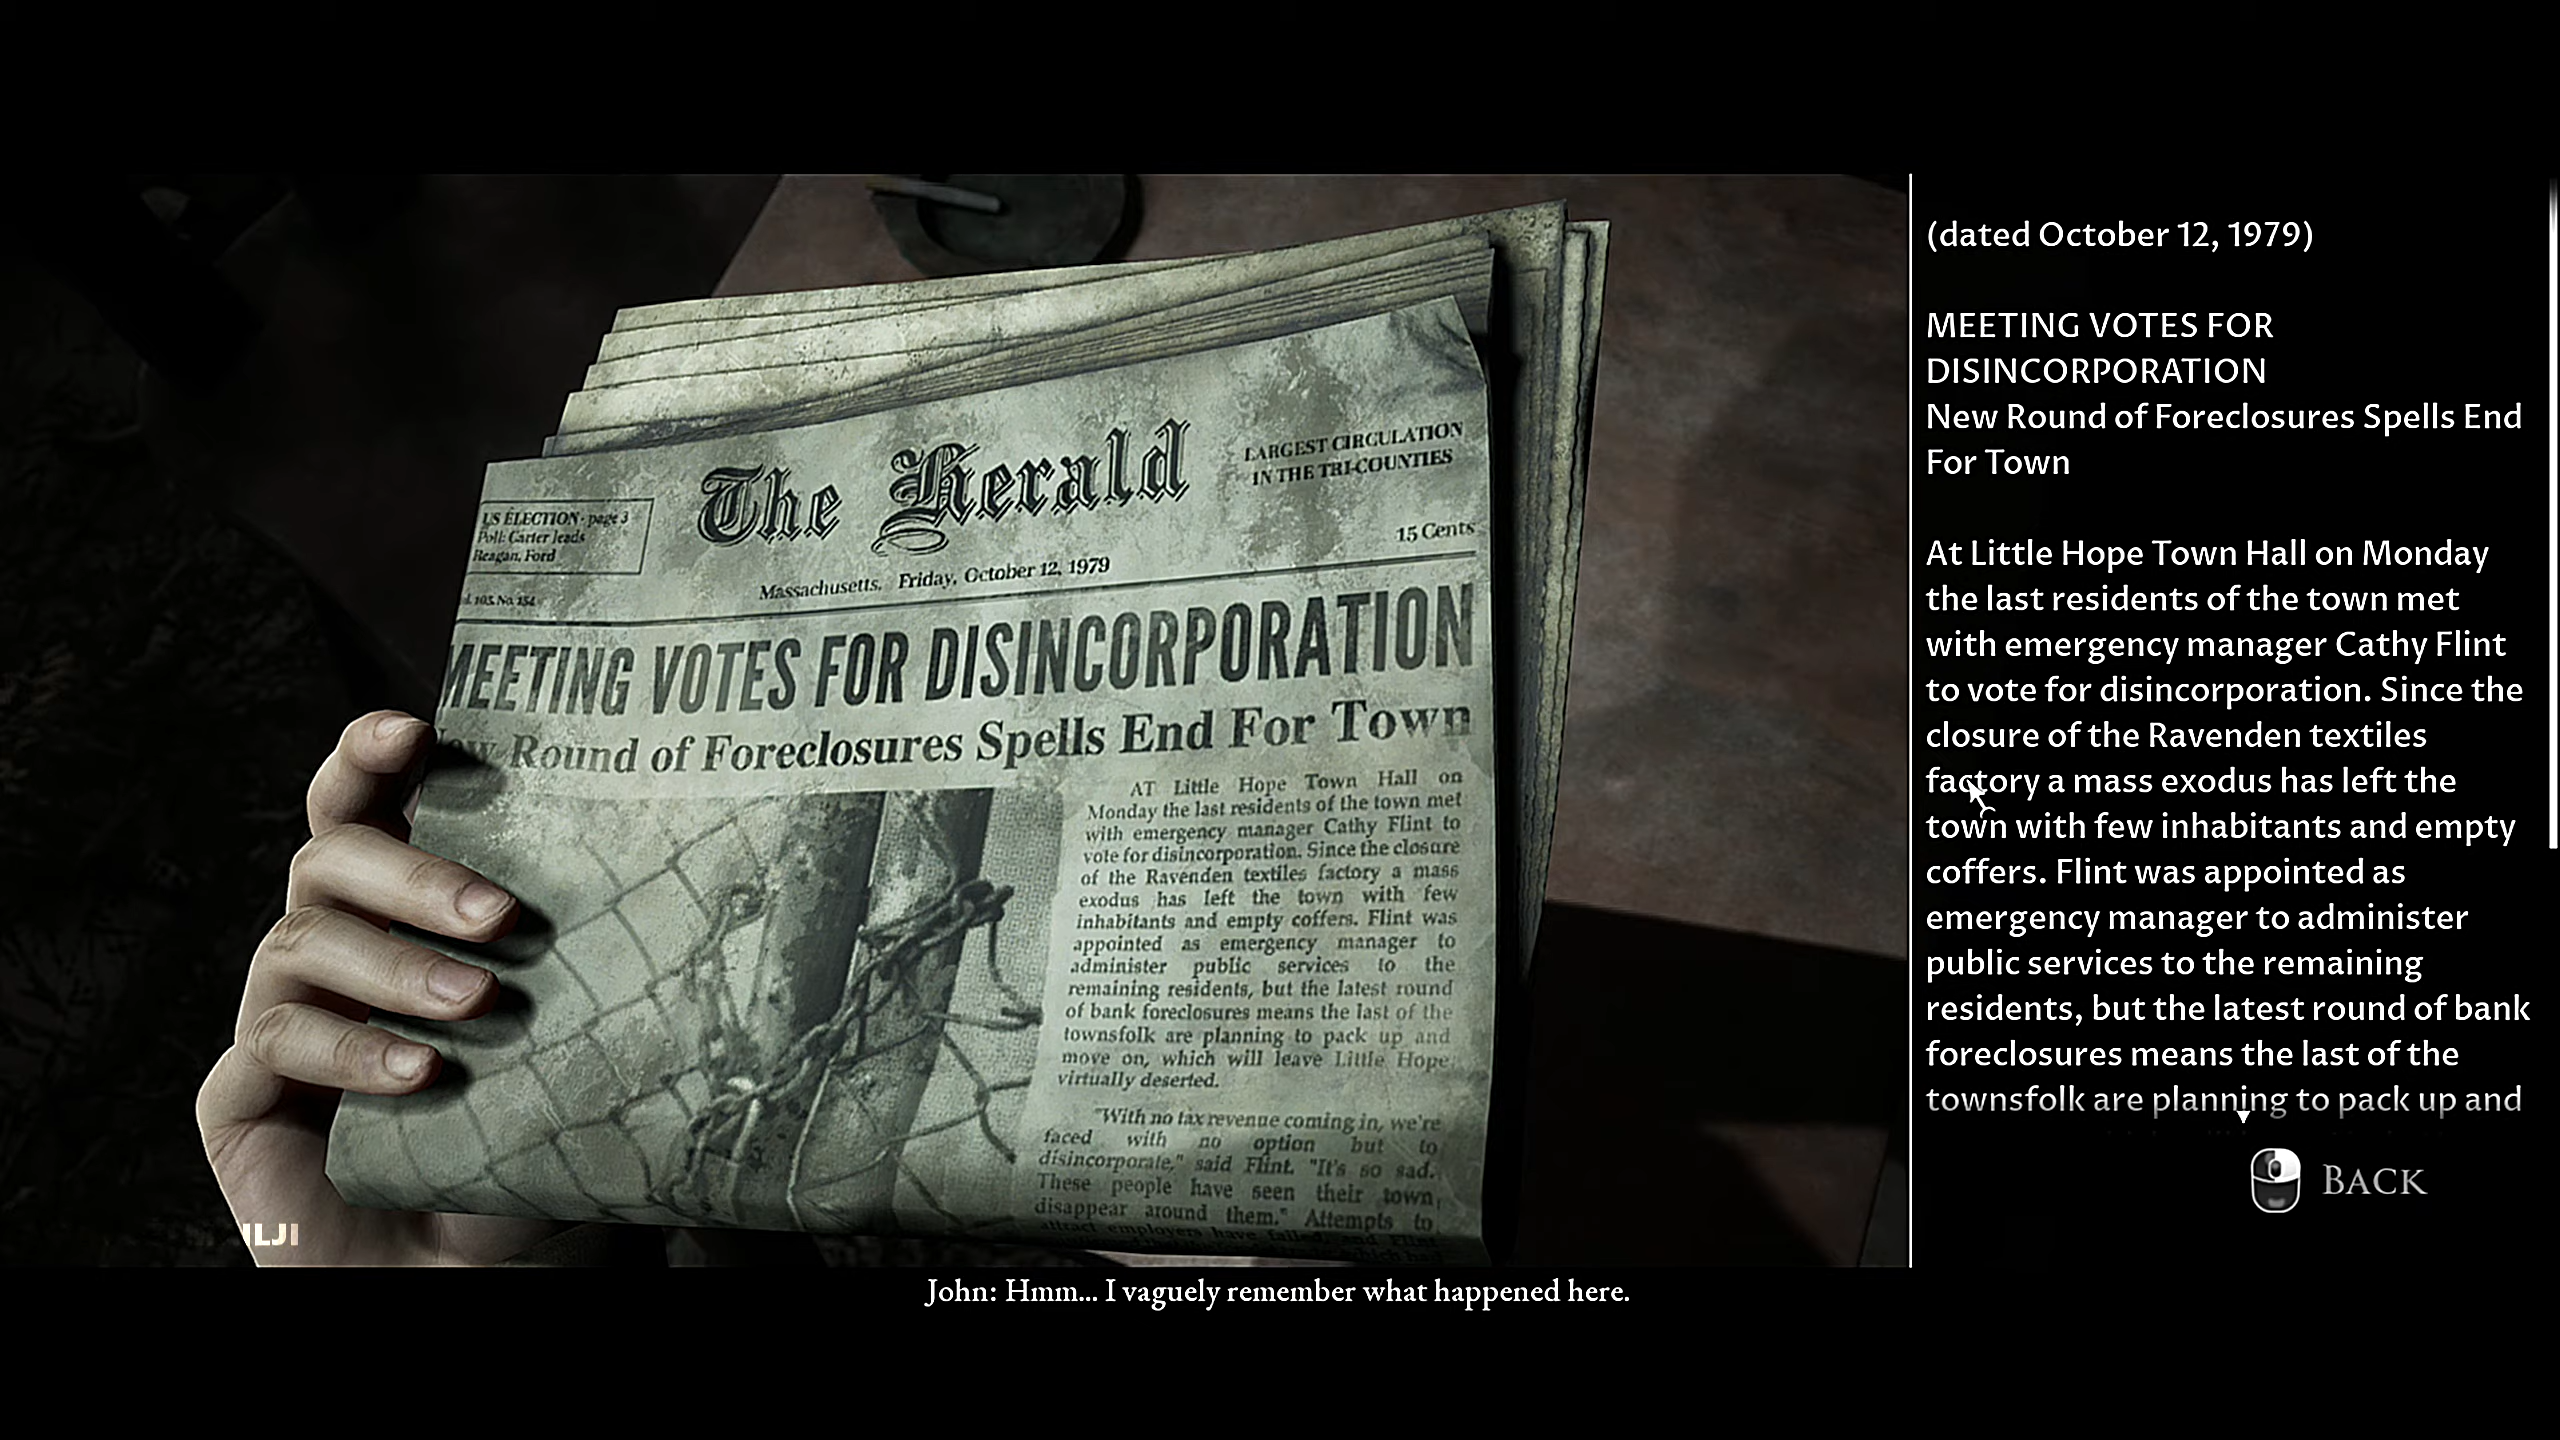 The Herald
LARGEST CIRCULATION
IN THE TRI-COUNTIES
US ELECTION - page 3
Poll: Carter leads
Reagan, Ford
15 Cents
Massachusetts, Friday, October 12, 1979
No. 154
MEETING VOTES FOR DISINCORPORATION
Round of Foreclosures Spells End For Town
AT Little Hope Town Hall on
Monday the last residents of the town met
with emergency manager Cathy Flint to
vote for disincorporation. Since the closure
of the Ravenden textiles factory a mass
exodus has left the town with few
inhabitants and empty coffers. Flint was
appointed as emergency manager to
administer public services to the
remaining residents, but the latest round
of bank foreclosures means the last of the
townsfolk are planning to pack up and
move on, which will leave Little Hope
virtually deserted.
"With no tax revenue coming in, we're
faced with no option but to
disincorporate," said Flint. "It's so sad.
These people have seen their town
disappear around them." Attempts to
attract employers have failed, and Flint
(dated October 12, 1979)
MEETING VOTES FOR
DISINCORPORATION
New Round of Foreclosures Spells End
For Town
At Little Hope Town Hall on Monday
the last residents of the town met
with emergency manager Cathy Flint
to vote for disincorporation. Since the
closure of the Ravenden textiles
factory a mass exodus has left the
town with few inhabitants and empty
coffers. Flint was appointed as
emergency manager to administer
public services to the remaining
residents, but the latest round of bank
foreclosures means the last of the
townsfolk are planning to pack up and
BACK
John: Hmm... I vaguely remember what happened here.